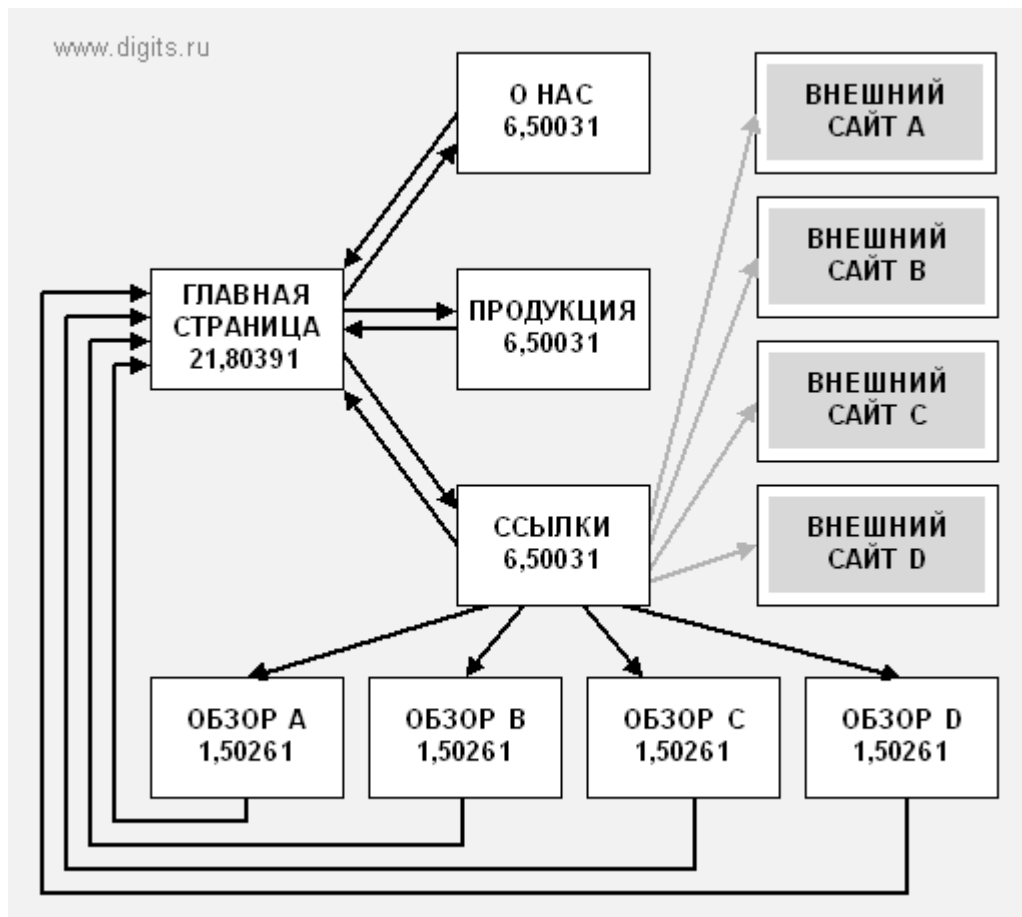 www.digits.ru
О НАС
6,50031
ВНЕШНИЙ
САЙТ A
ВНЕШНИЙ
САЙТ B
ГЛАВНАЯ
СТРАНИЦА
21,80391
ПРОДУКЦИЯ
6,50031
ВНЕШНИЙ
САЙТ C
ССЫЛКИ
6,50031
ВНЕШНИЙ
САЙТ D
ОБЗОР A
1,50261
ОБЗОР B
1,50261
ОБЗОР C
1,50261
ОБЗОР D
1,50261